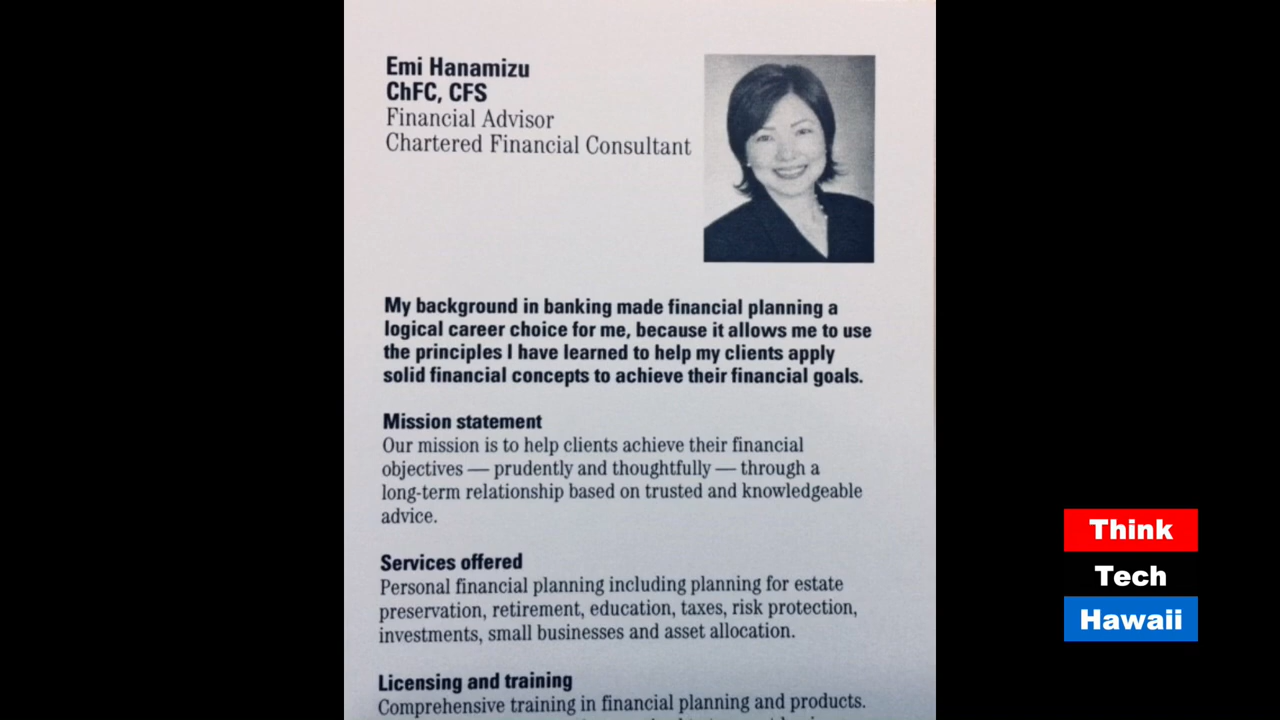 Emi Hanamizu
ChFC, CFS
Financial Advisor
Chartered Financial Consultant
My background in banking made financial planning a
logical career choice for me, because it allows me to use
the principles I have learned to help my clients apply
solid financial concepts to achieve their financial goals.
Mission statement
Our mission is to help clients achieve their financial
objectives — prudently and thoughtfully — through a
long-term relationship based on trusted and knowledgeable
advice.
Services offered
Personal financial planning including planning for estate
preservation, retirement, education, taxes, risk protection,
investments, small businesses and asset allocation.
Licensing and training
Comprehensive training in financial planning and products.
Think
Tech
Hawaii